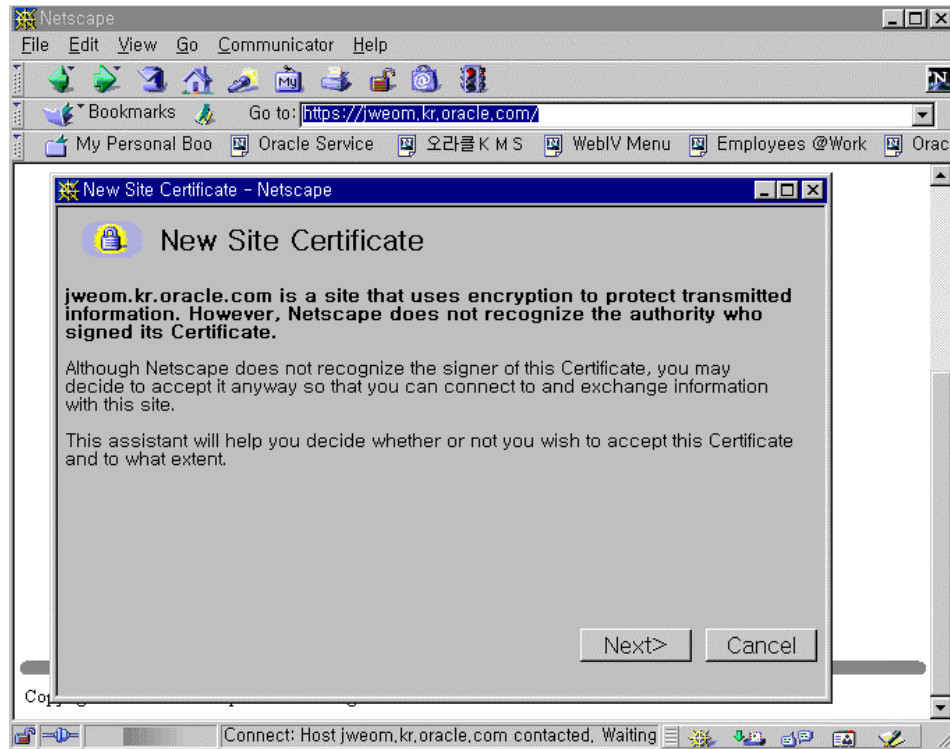 Netscape
File Edit View Go Communicator Help
My
Bookmarks Go to: https://jweom.kr.oracle.com/
My Personal Boo Oracle Service 오라클 K M S WebIV Menu Employees @Work Orac
New Site Certificate - Netscape
New Site Certificate
jweom.kr.oracle.com is a site that uses encryption to protect transmitted
information. However, Netscape does not recognize the authority who
signed its Certificate.
Although Netscape does not recognize the signer of this Certificate, you may
decide to accept it anyway so that you can connect to and exchange information
with this site.
This assistant will help you decide whether or not you wish to accept this Certificate
and to what extent.
Next> Cancel
Connect: Host jweom.kr.oracle.com contacted. Waiting